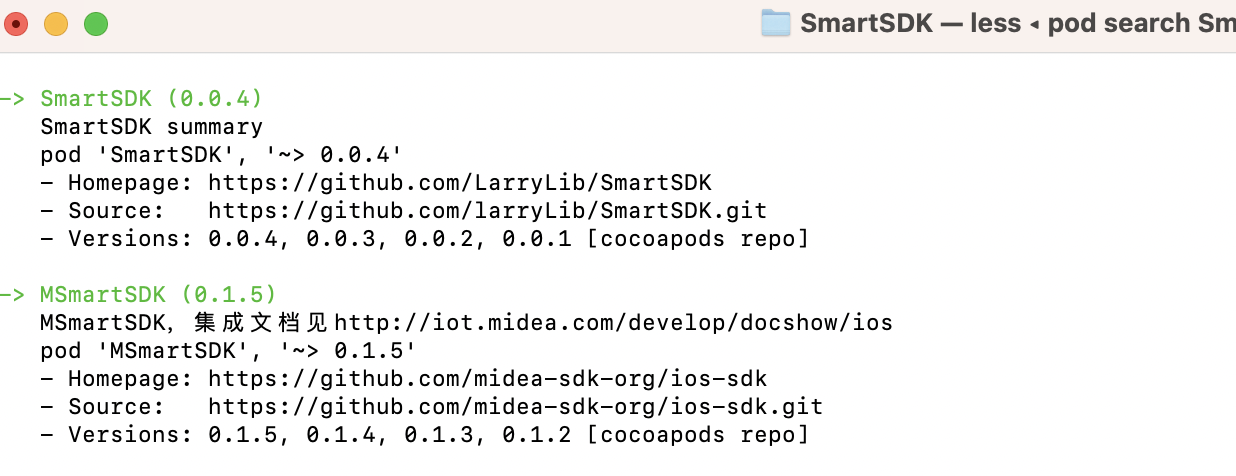 SmartSDK — less ◂ pod search Sm
—> SmartSDK (0.0.4)
SmartSDK summary
pod 'SmartSDK', '~> 0.0.4'
- Homepage: https://github.com/LarryLib/SmartSDK
- Source:   https://github.com/larryLib/SmartSDK.git
- Versions: 0.0.4, 0.0.3, 0.0.2, 0.0.1 [cocoapods repo]
—> MSmartSDK (0.1.5)
MSmartSDK, 集成文档见http://iot.midea.com/develop/docshow/ios
pod 'MSmartSDK', '~> 0.1.5'
- Homepage: https://github.com/midea-sdk-org/ios-sdk
- Source:   https://github.com/midea-sdk-org/ios-sdk.git
- Versions: 0.1.5, 0.1.4, 0.1.3, 0.1.2 [cocoapods repo]